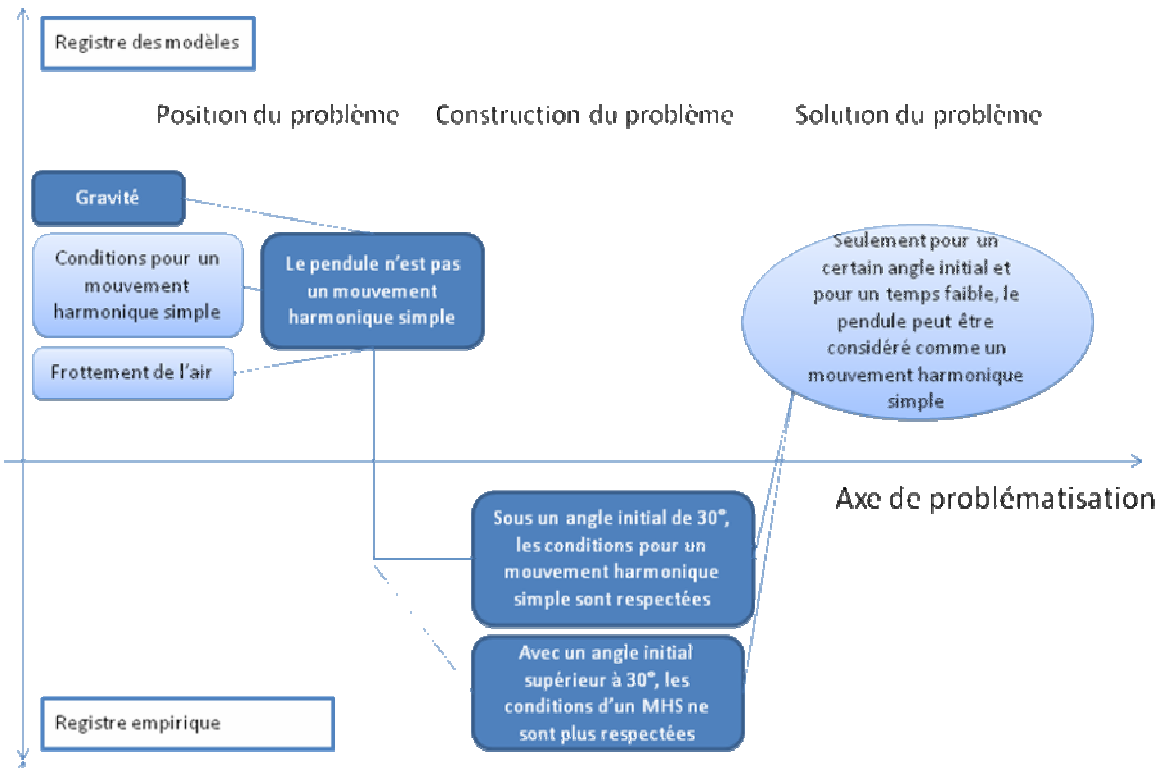 Registre des modèles
Position du problème
Construction du problème
Solution du problème
Gravité
Conditions pour un
mouvement
harmonique simple
Frottement de l'air
Le pendule n'est pas
un mouvement
harmonique simple
Seulement pour un
certain angle initial et
pour un temps faible, le
pendule peut être
considéré comme un
mouvement harmonique
simple
Axe de problématisation
Sous un angle initial de 30°,
les conditions pour un
mouvement harmonique
simple sont respectées
Avec un angle initial
supérieur à 30°, les
conditions d'un MHS ne
sont plus respectées
Registre empirique